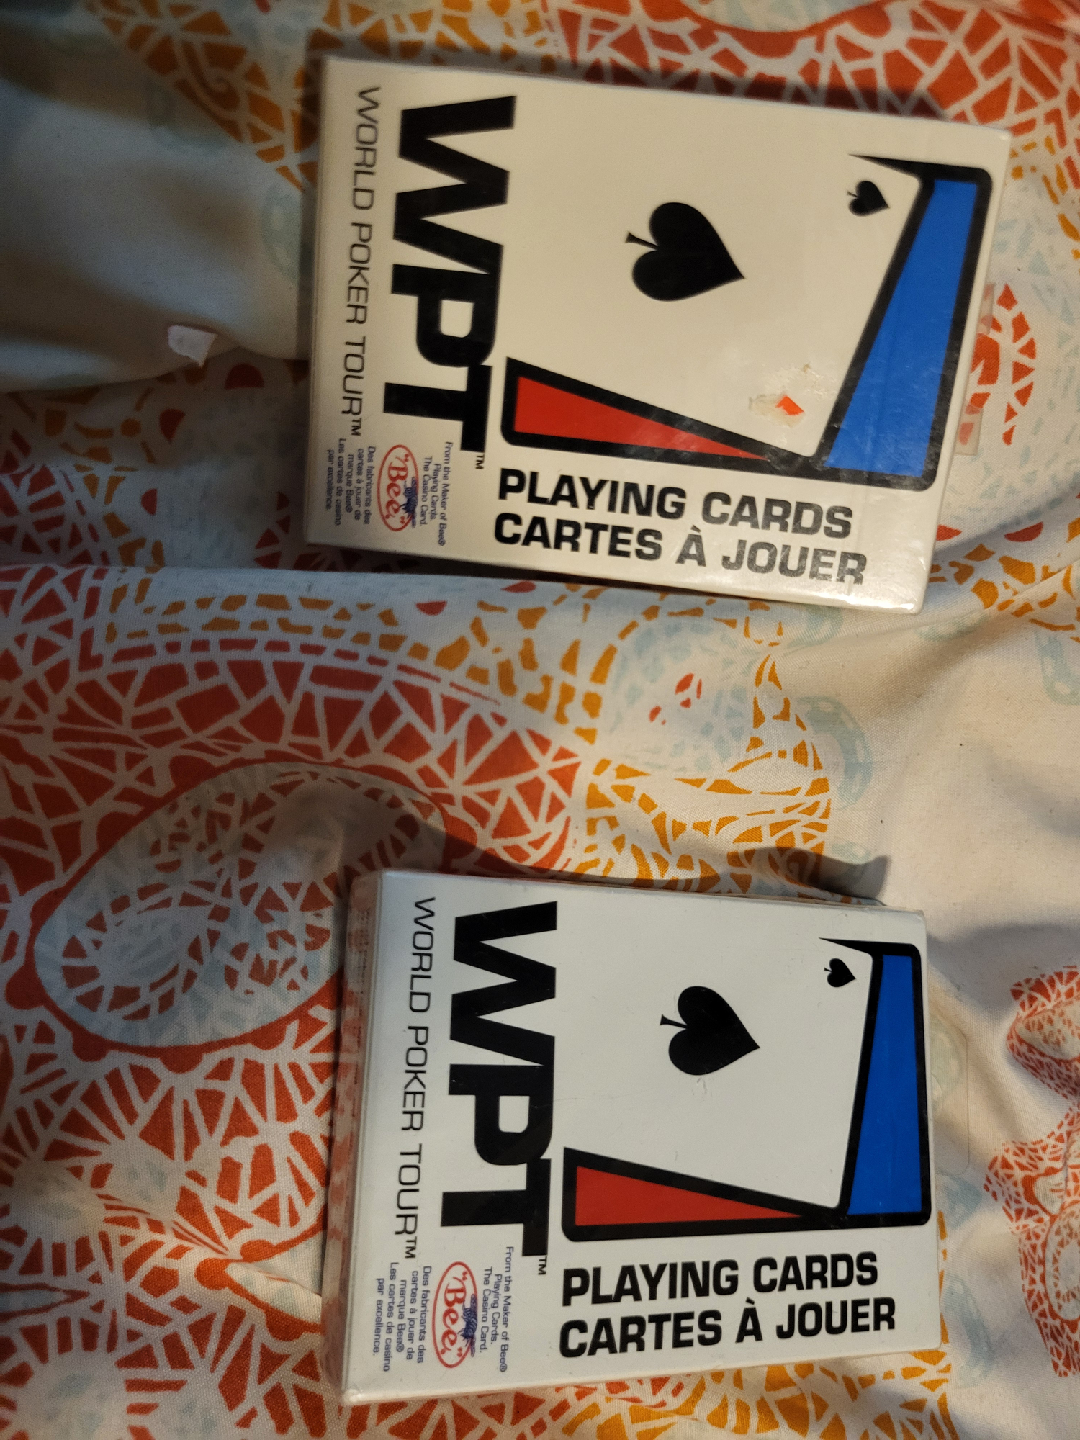 PLAYING CARDS
CARTES À JOUER
WPT™
WORLD POKER TOUR™
From the Maker of Bee®
Playing Cards.
The Casino Card.
"Bee"
Des fabricants des
cartes à jouer de
marque Bee®
Les cartes de casino
par excellence.
PLAYING CARDS
CARTES À JOUER
WPT™
WORLD POKER TOUR™
From the Maker of Bee®
Playing Cards.
The Casino Card.
"Bee"
Des fabricants des
cartes à jouer de
marque Bee®
Les cartes de casino
par excellence.